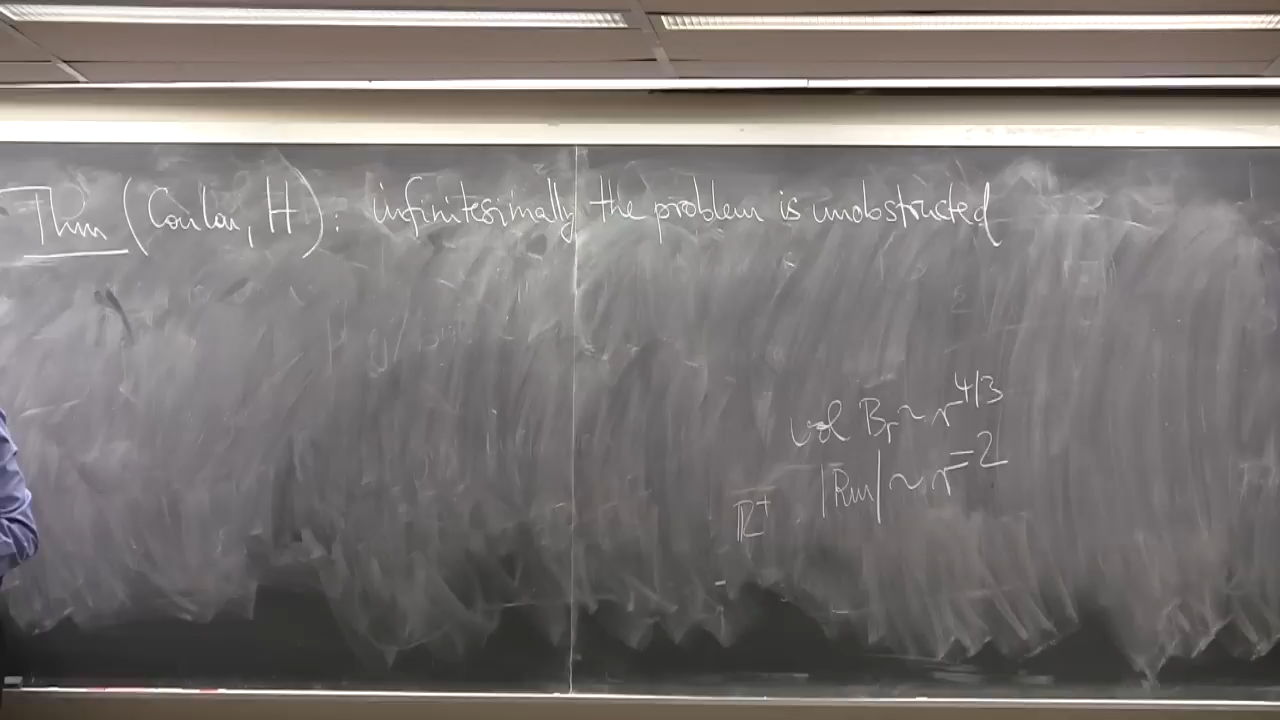 Thm (Conlon, H): infinitesimally the problem is unobstructed
vol B_r ~ r^{4/3}
|Rm| ~ r^{-2}
ℝ^+